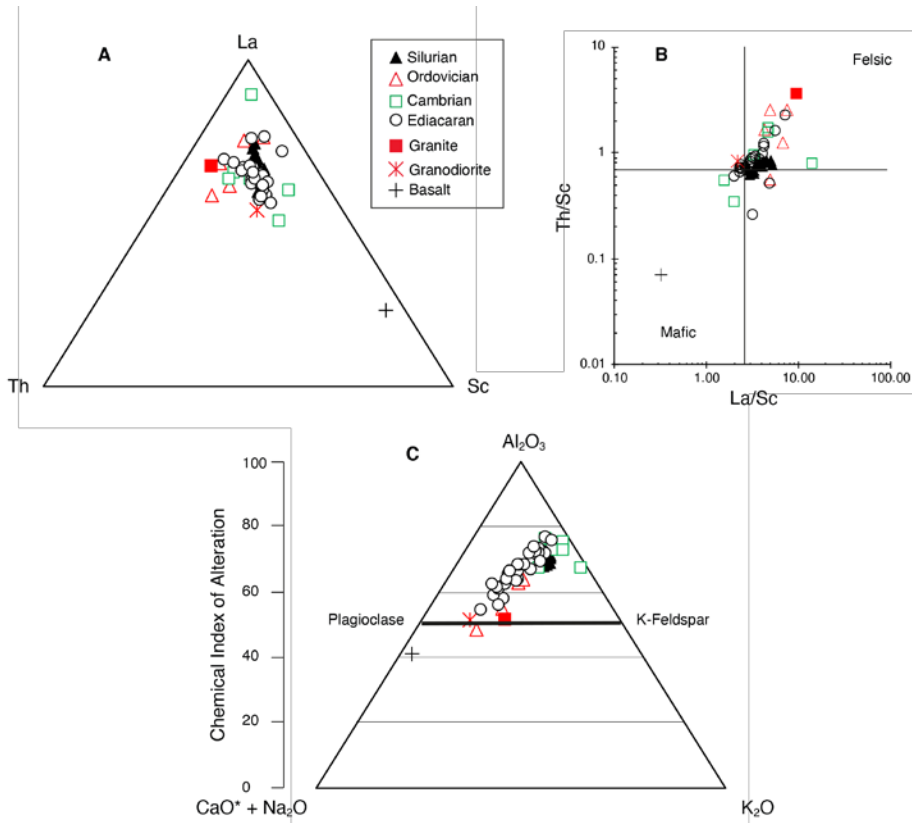 A
La
Th
Sc
Silurian
Ordovician
Cambrian
Ediacaran
Granite
Granodiorite
Basalt
B
Felsic
Mafic
Th/Sc
10
1
0.1
0.01
0.10
1.00
10.00
100.00
La/Sc
C
Al₂O₃
Chemical Index of Alteration
100
80
60
40
20
0
Plagioclase
K-Feldspar
CaO* + Na₂O
K₂O